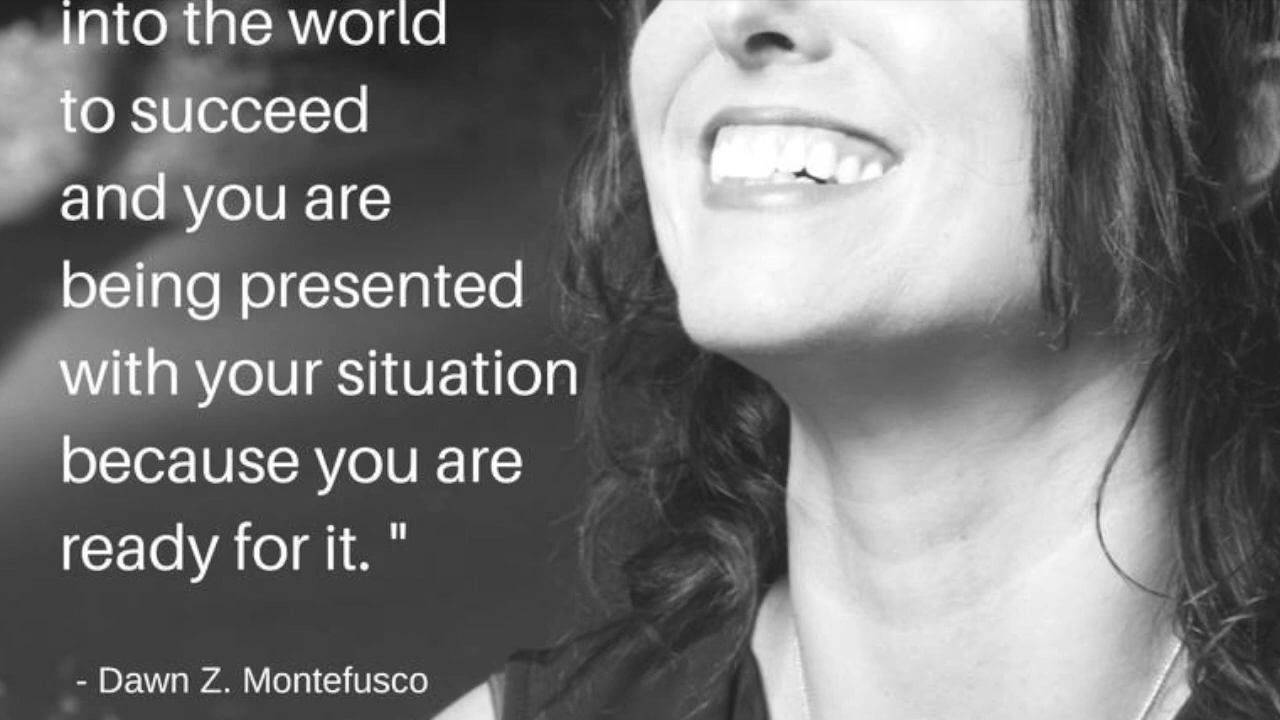 into the world
to succeed
and you are
being presented
with your situation
because you are
ready for it. "
- Dawn Z. Montefusco